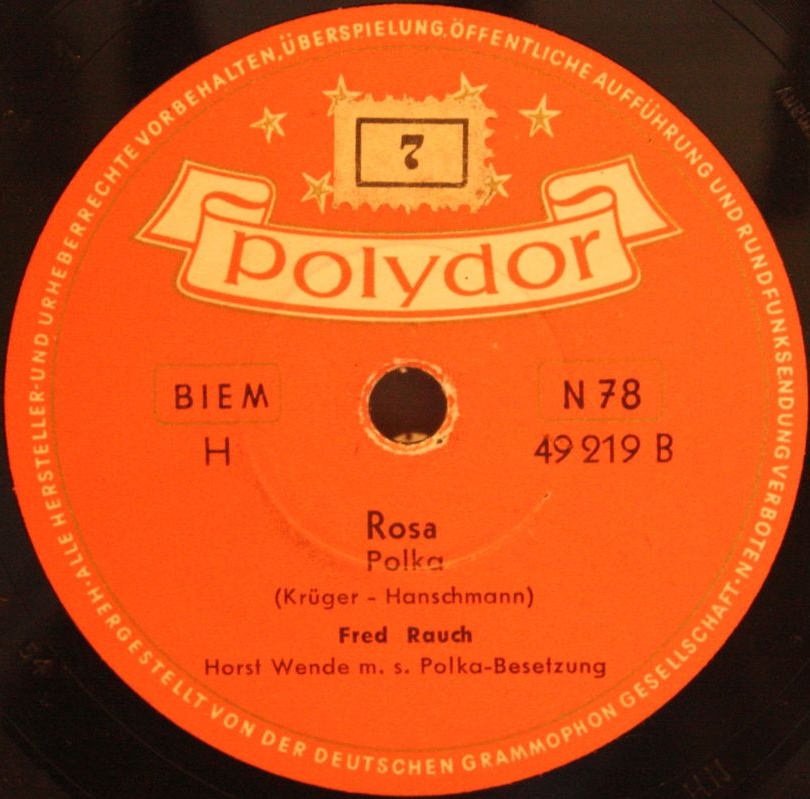 ALLE HERSTELLER-UND URHEBERRECHTE VORBEHALTEN, ÜBERSPIELUNG, ÖFFENTLICHE AUFFÜHRUNG UND RUNDFUNKSENDUNG VERBOTEN
7
polydor
BIEM
N 78
H
49 219 B
Rosa
Polka
(Krüger - Hanschmann)
Fred Rauch
Horst Wende m. s. Polka-Besetzung
HERGESTELLT VON DER DEUTSCHEN GRAMMOPHON GESELLSCHAFT